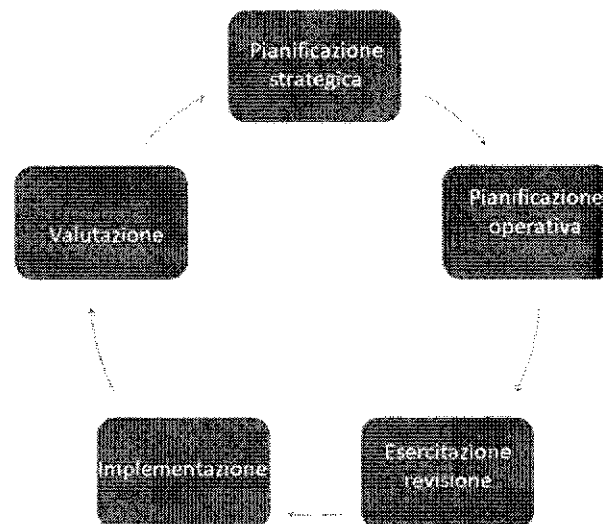 Pianificazione
strategica
Pianificazione
operativa
Esercitazione
revisione
Implementazione
Valutazione